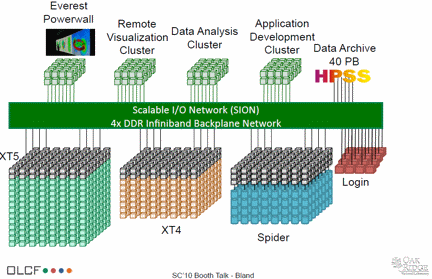 Everest
Powerwall
Remote
Visualization
Cluster
Data Analysis
Cluster
Application
Development
Cluster
Data Archive
40 PB
HPSS
Scalable I/O Network (SION)
4x DDR Infiniband Backplane Network
XT5
XT4
Spider
Login
OLCF
SC'10 Booth Talk - Bland
OAK
RIDGE